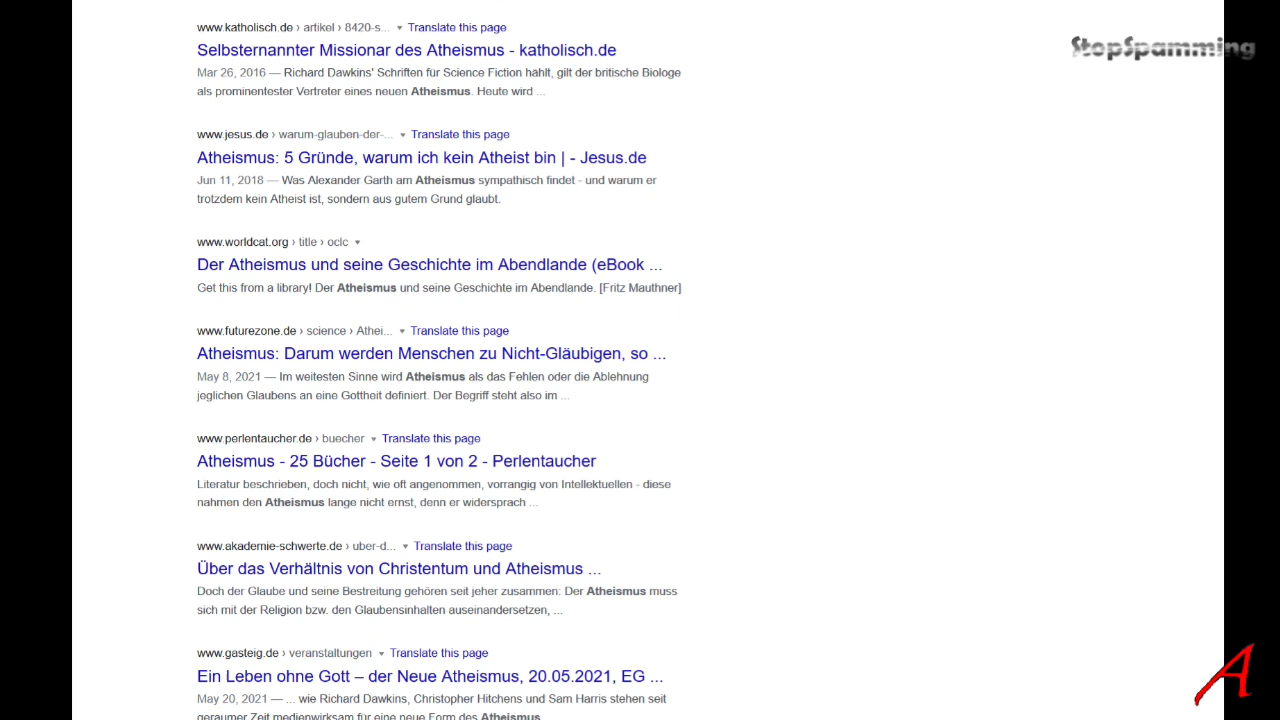 www.katholisch.de › artikel › 8420-s... ▼ Translate this page
Selbsternannter Missionar des Atheismus - katholisch.de
Mar 26, 2016 — Richard Dawkins' Schriften für Science Fiction hählt, gilt der britische Biologe
als prominentester Vertreter eines neuen Atheismus. Heute wird ...
www.jesus.de › warum-glauben-der-... ▼ Translate this page
Atheismus: 5 Gründe, warum ich kein Atheist bin | - Jesus.de
Jun 11, 2018 — Was Alexander Garth am Atheismus sympathisch findet - und warum er
trotzdem kein Atheist ist, sondern aus gutem Grund glaubt.
www.worldcat.org › title › oclc ▼
Der Atheismus und seine Geschichte im Abendlande (eBook ...
Get this from a library! Der Atheismus und seine Geschichte im Abendlande. [Fritz Mauthner]
www.futurezone.de › science › Athei... ▼ Translate this page
Atheismus: Darum werden Menschen zu Nicht-Gläubigen, so ...
May 8, 2021 — Im weitesten Sinne wird Atheismus als das Fehlen oder die Ablehnung
jeglichen Glaubens an eine Gottheit definiert. Der Begriff steht also im ...
www.perlentaucher.de › buecher ▼ Translate this page
Atheismus - 25 Bücher - Seite 1 von 2 - Perlentaucher
Literatur beschrieben, doch nicht, wie oft angenommen, vorrangig von Intellektuellen - diese
nahmen den Atheismus lange nicht ernst, denn er widersprach ...
www.akademie-schwerte.de › uber-d... ▼ Translate this page
Über das Verhältnis von Christentum und Atheismus ...
Doch der Glaube und seine Bestreitung gehören seit jeher zusammen: Der Atheismus muss
sich mit der Religion bzw. den Glaubensinhalten auseinandersetzen, ...
www.gasteig.de › veranstaltungen ▼ Translate this page
Ein Leben ohne Gott – der Neue Atheismus, 20.05.2021, EG ...
May 20, 2021 — ... wie Richard Dawkins, Christopher Hitchens und Sam Harris stehen seit
geraumer Zeit medienwirksam für eine neue Form des Atheismus.
StopSpamming
A